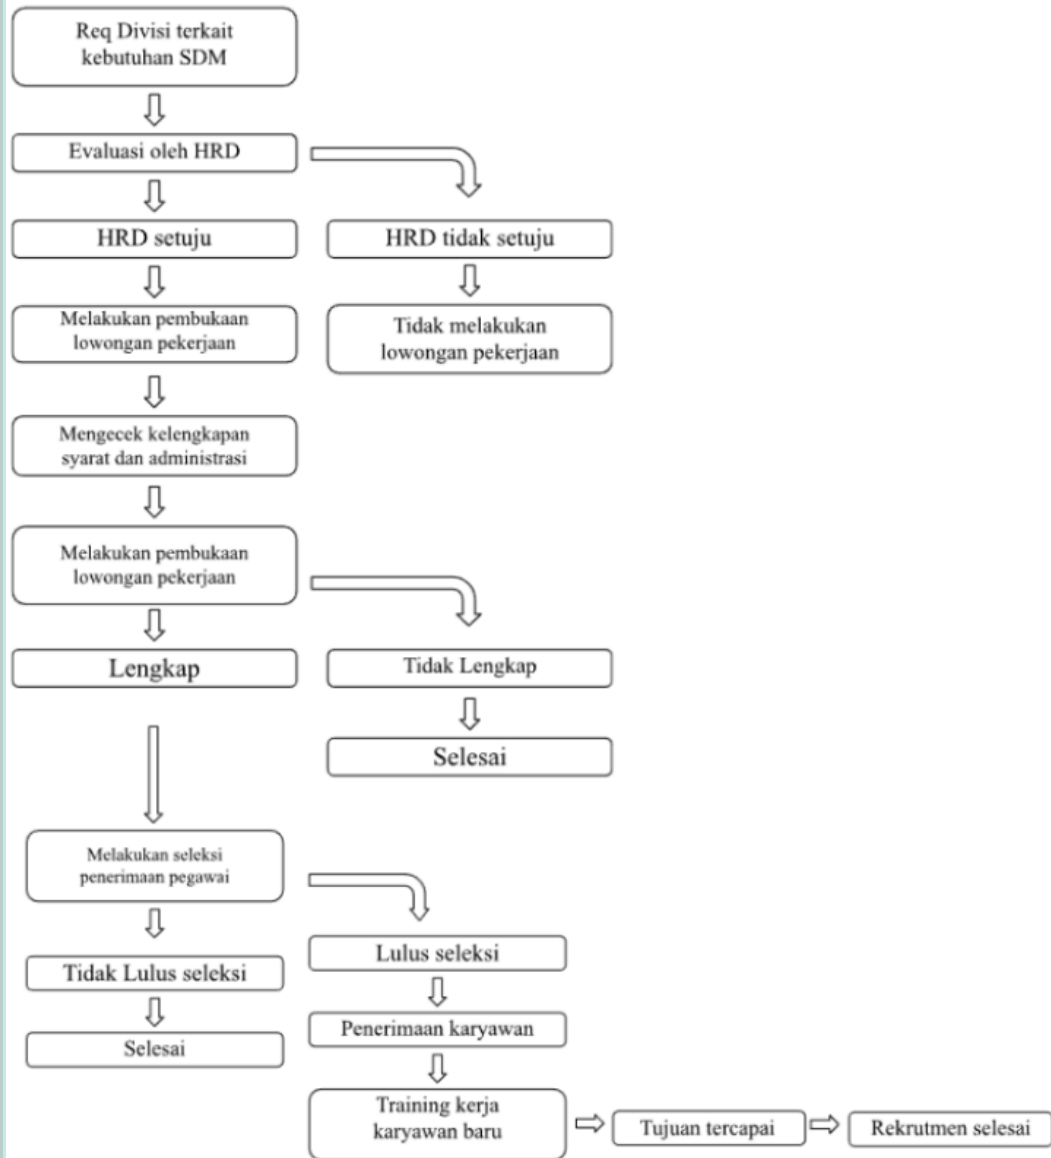 Req Divisi terkait
kebutuhan SDM
Evaluasi oleh HRD
HRD setuju
HRD tidak setuju
Melakukan pembukaan
lowongan pekerjaan
Tidak melakukan
lowongan pekerjaan
Mengecek kelengkapan
syarat dan administrasi
Melakukan pembukaan
lowongan pekerjaan
Lengkap
Tidak Lengkap
Selesai
Melakukan seleksi
penerimaan pegawai
Tidak Lulus seleksi
Selesai
Lulus seleksi
Penerimaan karyawan
Training kerja
karyawan baru
Tujuan tercapai
Rekrutmen selesai